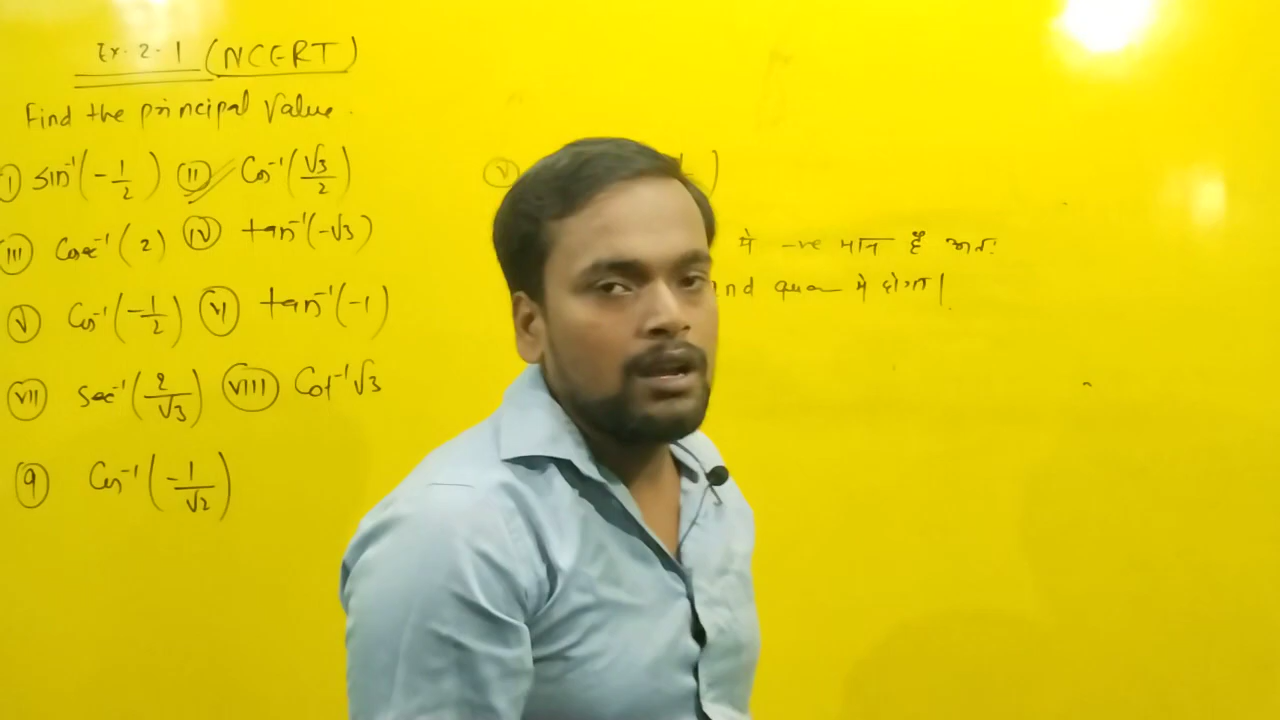 Ex. 2.1 (NCERT)
Find the principal Value.
(I) sin⁻¹(-1/2) (II) Cos⁻¹(√3/2)
(III) Cosec⁻¹(2) (IV) tan⁻¹(-√3)
(V) Cos⁻¹(-1/2) (VI) tan⁻¹(-1)
(VII) sec⁻¹(2/√3) (VIII) Cot⁻¹√3
(9) Cos⁻¹(-1/√2)
(V) )
में -ve मान है अतः
nd quad में होगा।